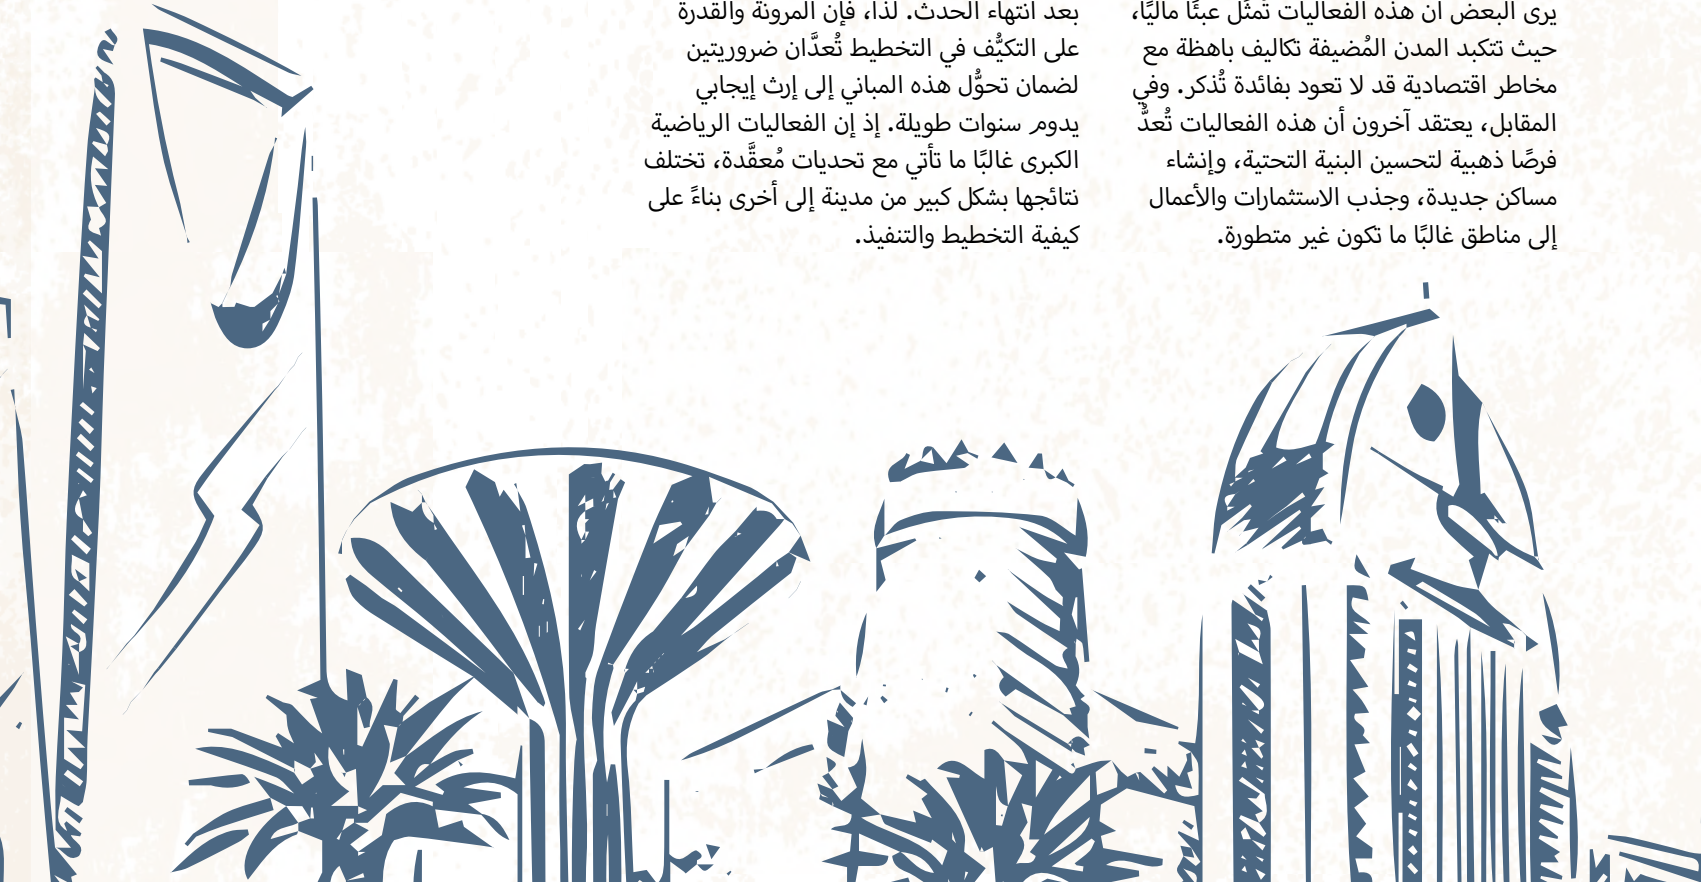 يرى البعض أن هذه الفعاليات تُمثّل عبئًا ماليًا،
حيث تتكبد المدن المُضيفة تكاليف باهظة مع
مخاطر اقتصادية قد لا تعود بفائدة تُذكر. وفي
المقابل، يعتقد آخرون أن هذه الفعاليات تُعدُّ
فرصًا ذهبية لتحسين البنية التحتية، وإنشاء
مساكن جديدة، وجذب الاستثمارات والأعمال
إلى مناطق غالبًا ما تكون غير متطورة.
بعد انتهاء الحدث. لذا، فإن المرونة والقدرة
على التكيُّف في التخطيط تُعدَّان ضروريتين
لضمان تحوُّل هذه المباني إلى إرث إيجابي
يدوم سنوات طويلة. إذ إن الفعاليات الرياضية
الكبرى غالبًا ما تأتي مع تحديات مُعقَّدة، تختلف
نتائجها بشكل كبير من مدينة إلى أخرى بناءً على
كيفية التخطيط والتنفيذ.